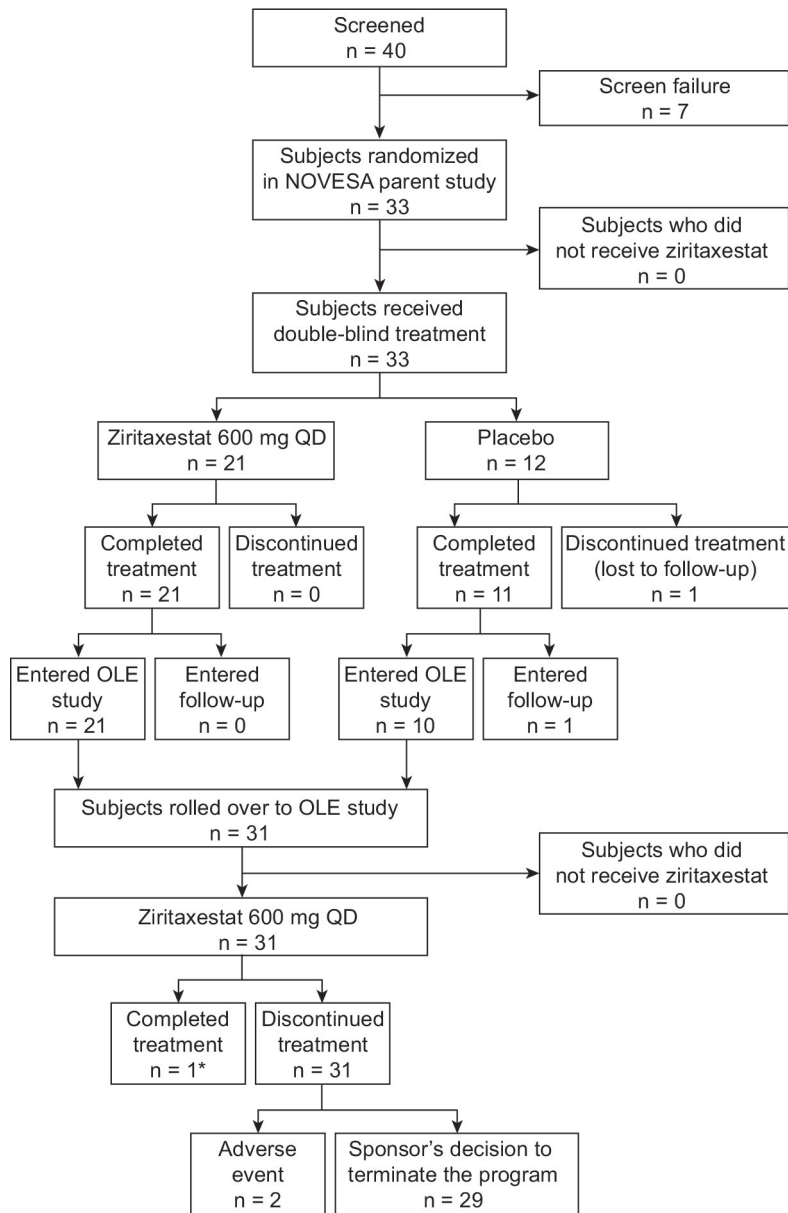 Screened
n = 40
Screen failure
n = 7
Subjects randomized
in NOVESA parent study
n = 33
Subjects who did
not receive ziritaxestat
n = 0
Subjects received
double-blind treatment
n = 33
Ziritaxestat 600 mg QD
n = 21
Placebo
n = 12
Completed
treatment
n = 21
Discontinued
treatment
n = 0
Completed
treatment
n = 11
Discontinued treatment
(lost to follow-up)
n = 1
Entered OLE
study
n = 21
Entered
follow-up
n = 0
Entered OLE
study
n = 10
Entered
follow-up
n = 1
Subjects rolled over to OLE study
n = 31
Subjects who did
not receive ziritaxestat
n = 0
Ziritaxestat 600 mg QD
n = 31
Completed
treatment
n = 1*
Discontinued
treatment
n = 31
Adverse
event
n = 2
Sponsor's decision to
terminate the program
n = 29